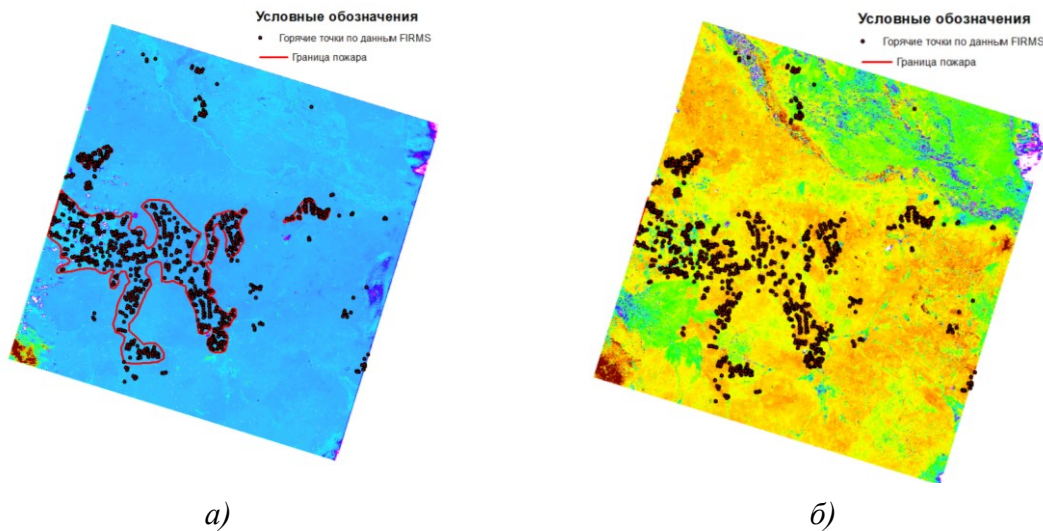 Условные обозначения
Горячие точки по данным FIRMS
Граница пожара
Условные обозначения
Горячие точки по данным FIRMS
Граница пожара
а)
б)